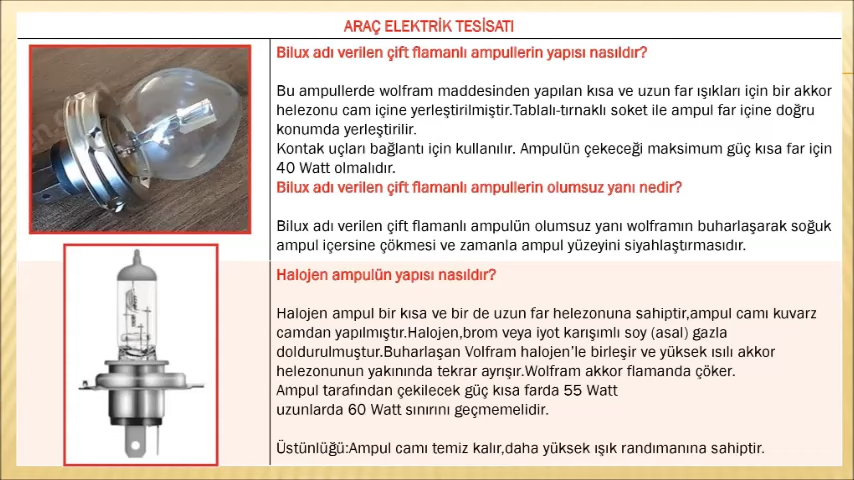 ARAÇ ELEKTRİK TESİSATI
Bilux adı verilen çift flamanlı ampullerin yapısı nasıldır?
Bu ampullerde wolfram maddesinden yapılan kısa ve uzun far ışıkları için bir akkor
helezonu cam içine yerleştirilmiştir.Tablalı-tırnaklı soket ile ampul far içine doğru
konumda yerleştirilir.
Kontak uçları bağlantı için kullanılır. Ampulün çekeceği maksimum güç kısa far için
40 Watt olmalıdır.
Bilux adı verilen çift flamanlı ampullerin olumsuz yanı nedir?
Bilux adı verilen çift flamanlı ampulün olumsuz yanı wolframın buharlaşarak soğuk
ampul içersine çökmesi ve zamanla ampul yüzeyini siyahlaştırmasıdır.
Halojen ampulün yapısı nasıldır?
Halojen ampul bir kısa ve bir de uzun far helezonuna sahiptir,ampul camı kuvarz
camdan yapılmıştır.Halojen,brom veya iyot karışımlı soy (asal) gazla
doldurulmuştur.Buharlaşan Volfram halojen'le birleşir ve yüksek ısılı akkor
helezonunun yakınında tekrar ayrışır.Wolfram akkor flamanda çöker.
Ampul tarafından çekilecek güç kısa farda 55 Watt
uzunlarda 60 Watt sınırını geçmemelidir.
Üstünlüğü:Ampul camı temiz kalır,daha yüksek ışık randımanına sahiptir.